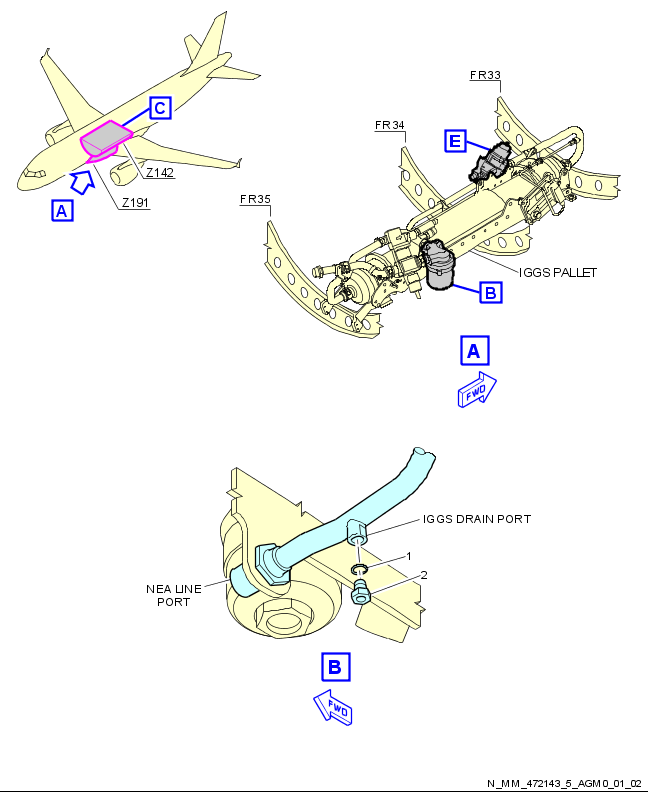 C
Z142
A
Z191
FR33
FR34
E
FR35
IGGS PALLET
B
A
FWD
IGGS DRAIN PORT
1
2
NEA LINE
PORT
B
FWD
N_MM_472143_5_AGM0_01_02